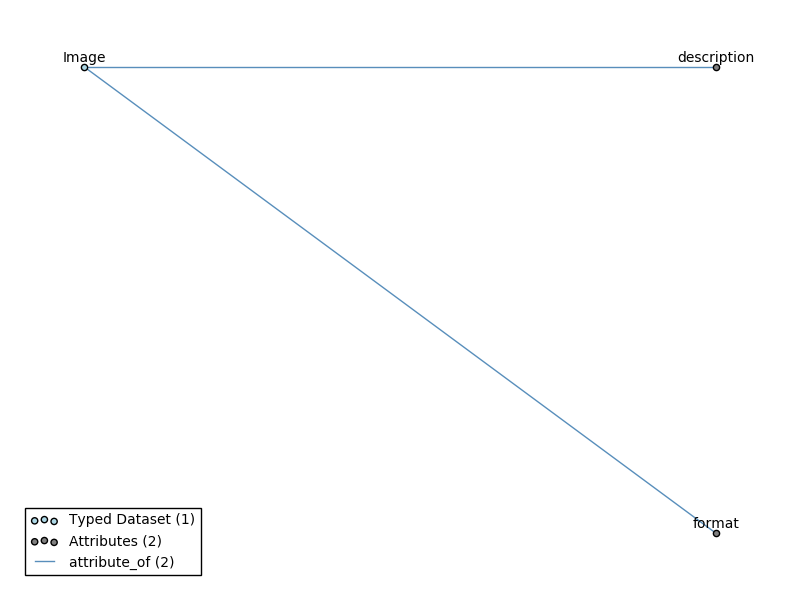 Image
description
format
Typed Dataset (1)
Attributes (2)
attribute_of (2)